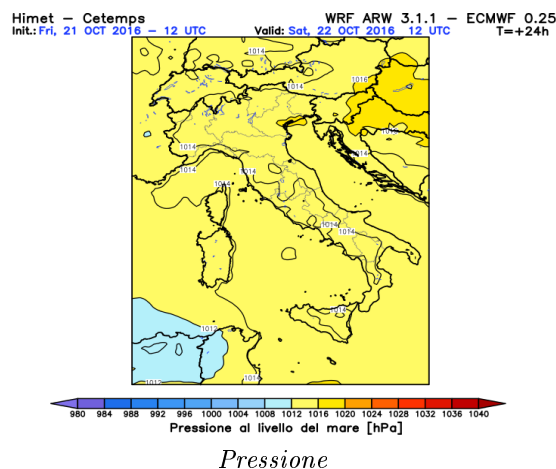 Himet – Cetemps WRF ARW 3.1.1 – ECMWF 0.25
Init.: Fri, 21 OCT 2016 – 12 UTC Valid: Sat, 22 OCT 2016 12 UTC T=+24h
1014
1016
1014
1014
1014
1014
1014
1014
1014
1014
1014
1012
1012
1014
980 984 988 992 996 1000 1004 1008 1012 1016 1020 1024 1028 1032 1036 1040
Pressione al livello del mare [hPa]
Pressione